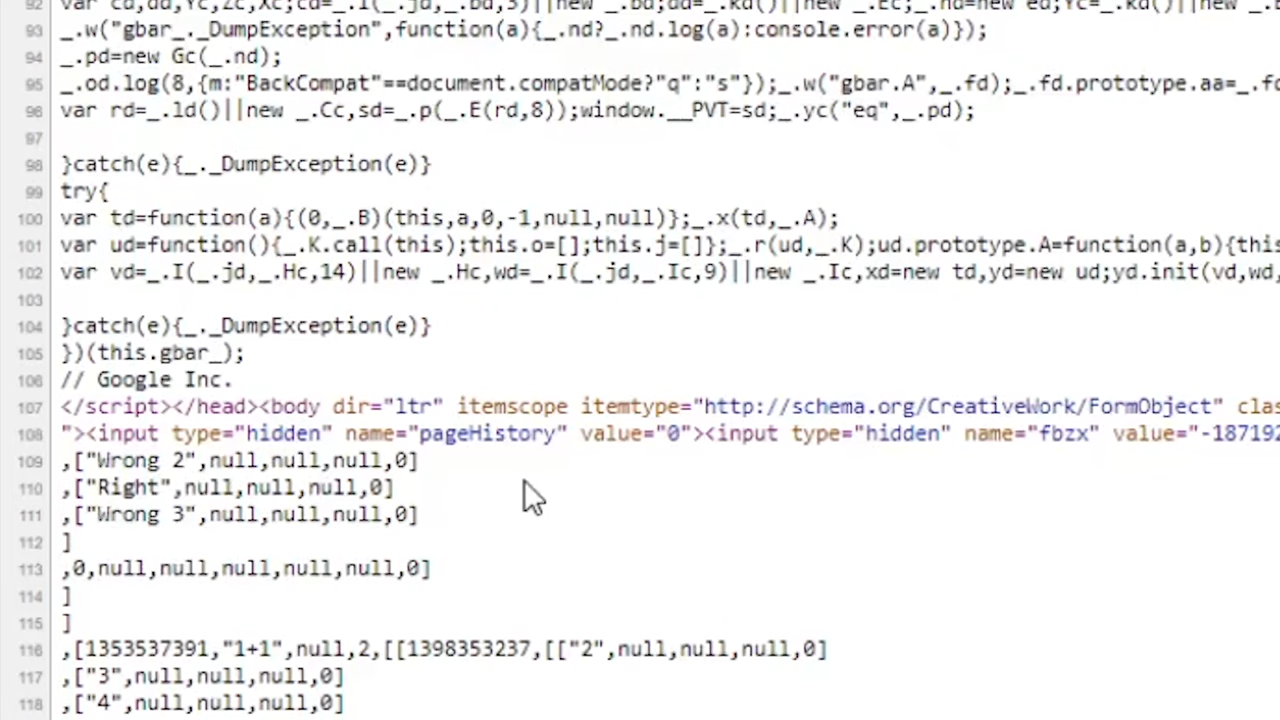 92 var cd,dd,Yc,Zc,Xc;cd=_.I(_.jd,_.bd,3)||new _.bd;dd=_.kd()||new _.Ec;_.nd=new ed;Yc=_.kd()||new _.E
93 _.w("gbar_._DumpException",function(a){_.nd?_.nd.log(a):console.error(a)});
94 _.pd=new Gc(_.nd);
95 _.od.log(8,{m:"BackCompat"==document.compatMode?"q":"s"});_.w("gbar.A",_.fd);_.fd.prototype.aa=_.fd
96 var rd=_.ld()||new _.Cc,sd=_.p(_.E(rd,8));window.__PVT=sd;_.yc("eq",_.pd);
97
98 }catch(e){_._DumpException(e)}
99 try{
100 var td=function(a){(0,_.B)(this,a,0,-1,null,null)};_.x(td,_.A);
101 var ud=function(){_.K.call(this);this.o=[];this.j=[]};_.r(ud,_.K);ud.prototype.A=function(a,b){this
102 var vd=_.I(_.jd,_.Hc,14)||new _.Hc,wd=_.I(_.jd,_.Ic,9)||new _.Ic,xd=new td,yd=new ud;yd.init(vd,wd,
103
104 }catch(e){_._DumpException(e)}
105 })(this.gbar_);
106 // Google Inc.
107 </script></head><body dir="ltr" itemscope itemtype="http://schema.org/CreativeWork/FormObject" clas
108 "><input type="hidden" name="pageHistory" value="0"><input type="hidden" name="fbzx" value="-187192
109 ,["Wrong 2",null,null,null,0]
110 ,["Right",null,null,null,0]
111 ,["Wrong 3",null,null,null,0]
112 ]
113 ,0,null,null,null,null,null,0]
114 ]
115 ]
116 ,[1353537391,"1+1",null,2,[[1398353237,[["2",null,null,null,0]
117 ,["3",null,null,null,0]
118 ,["4",null,null,null,0]